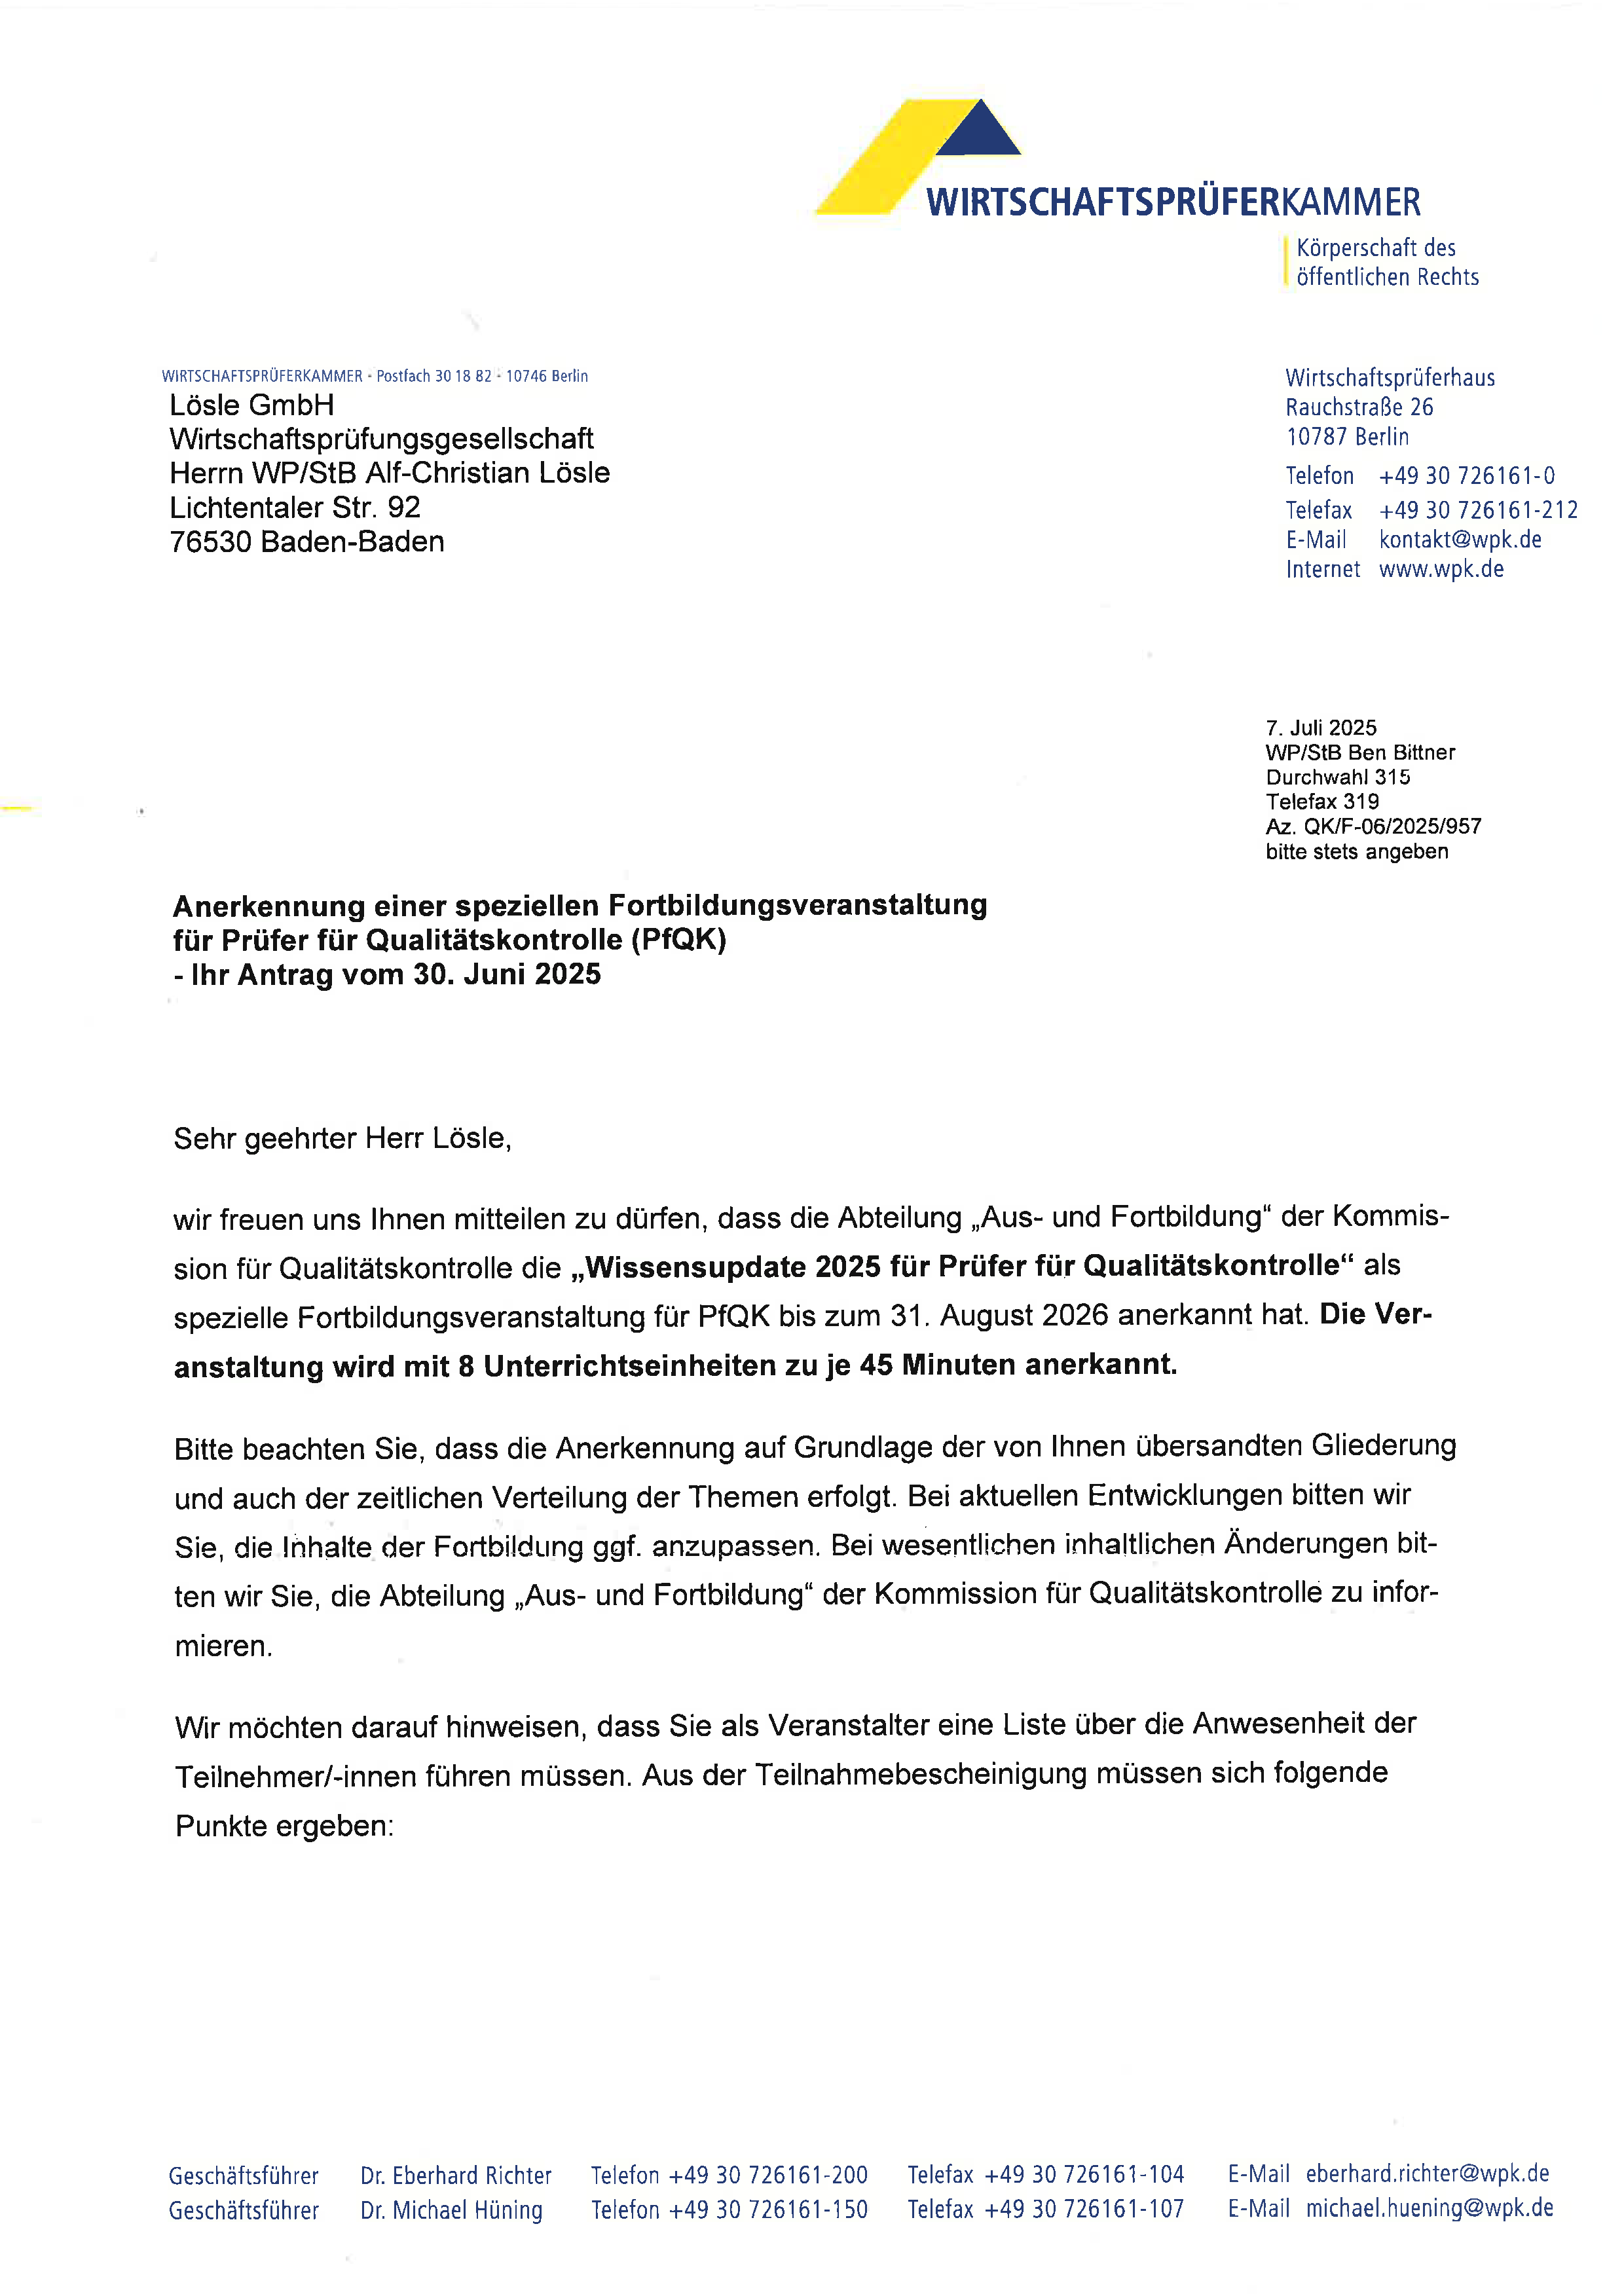 WIRTSCHAFTSPRÜFERKAMMER
Körperschaft des
öffentlichen Rechts
WIRTSCHAFTSPRÜFERKAMMER - Postfach 30 18 82 - 10746 Berlin
Lösle GmbH
Wirtschaftsprüfungsgesellschaft
Herrn WP/StB Alf-Christian Lösle
Lichtentaler Str. 92
76530 Baden-Baden
Wirtschaftsprüferhaus
Rauchstraße 26
10787 Berlin
Telefon +49 30 726161-0
Telefax +49 30 726161-212
E-Mail kontakt@wpk.de
Internet www.wpk.de
7. Juli 2025
WP/StB Ben Bittner
Durchwahl 315
Telefax 319
Az. QK/F-06/2025/957
bitte stets angeben
Anerkennung einer speziellen Fortbildungsveranstaltung
für Prüfer für Qualitätskontrolle (PfQK)
- Ihr Antrag vom 30. Juni 2025
Sehr geehrter Herr Lösle,
wir freuen uns Ihnen mitteilen zu dürfen, dass die Abteilung „Aus- und Fortbildung“ der Kommis-
sion für Qualitätskontrolle die „Wissensupdate 2025 für Prüfer für Qualitätskontrolle“ als
spezielle Fortbildungsveranstaltung für PfQK bis zum 31. August 2026 anerkannt hat. Die Ver-
anstaltung wird mit 8 Unterrichtseinheiten zu je 45 Minuten anerkannt.
Bitte beachten Sie, dass die Anerkennung auf Grundlage der von Ihnen übersandten Gliederung
und auch der zeitlichen Verteilung der Themen erfolgt. Bei aktuellen Entwicklungen bitten wir
Sie, die Inhalte der Fortbildung ggf. anzupassen. Bei wesentlichen inhaltlichen Änderungen bit-
ten wir Sie, die Abteilung „Aus- und Fortbildung“ der Kommission für Qualitätskontrolle zu infor-
mieren.
Wir möchten darauf hinweisen, dass Sie als Veranstalter eine Liste über die Anwesenheit der
Teilnehmer/-innen führen müssen. Aus der Teilnahmebescheinigung müssen sich folgende
Punkte ergeben:
Geschäftsführer Dr. Eberhard Richter Telefon +49 30 726161-200 Telefax +49 30 726161-104 E-Mail eberhard.richter@wpk.de
Geschäftsführer Dr. Michael Hüning Telefon +49 30 726161-150 Telefax +49 30 726161-107 E-Mail michael.huening@wpk.de